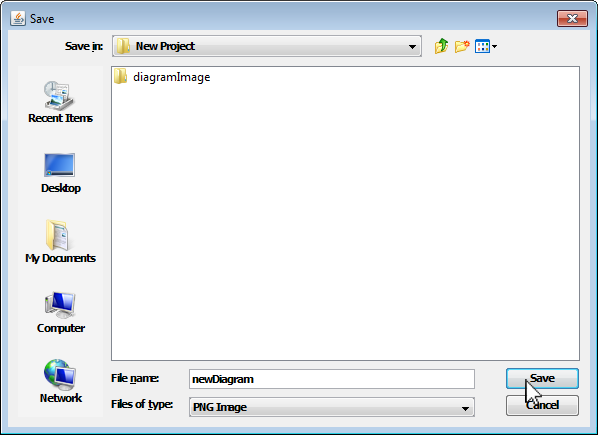 Save
Save in: New Project
diagramImage
Recent Items
Desktop
My Documents
Computer
Network
File name: newDiagram Save
Files of type: PNG Image Cancel